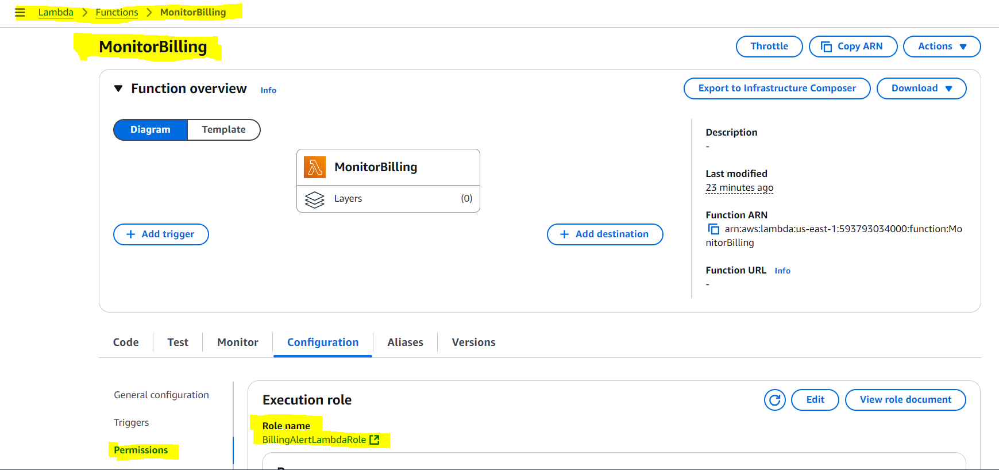 Lambda > Functions > MonitorBilling
MonitorBilling
Throttle
Copy ARN
Actions
Function overview
Info
Export to Infrastructure Composer
Download
Diagram
Template
MonitorBilling
Layers
(0)
Add trigger
Add destination
Description
-
Last modified
23 minutes ago
Function ARN
arn:aws:lambda:us-east-1:593793034000:function:Mo
nitorBilling
Function URL
Info
-
Code
Test
Monitor
Configuration
Aliases
Versions
General configuration
Triggers
Permissions
Execution role
Edit
View role document
Role name
BillingAlertLambdaRole